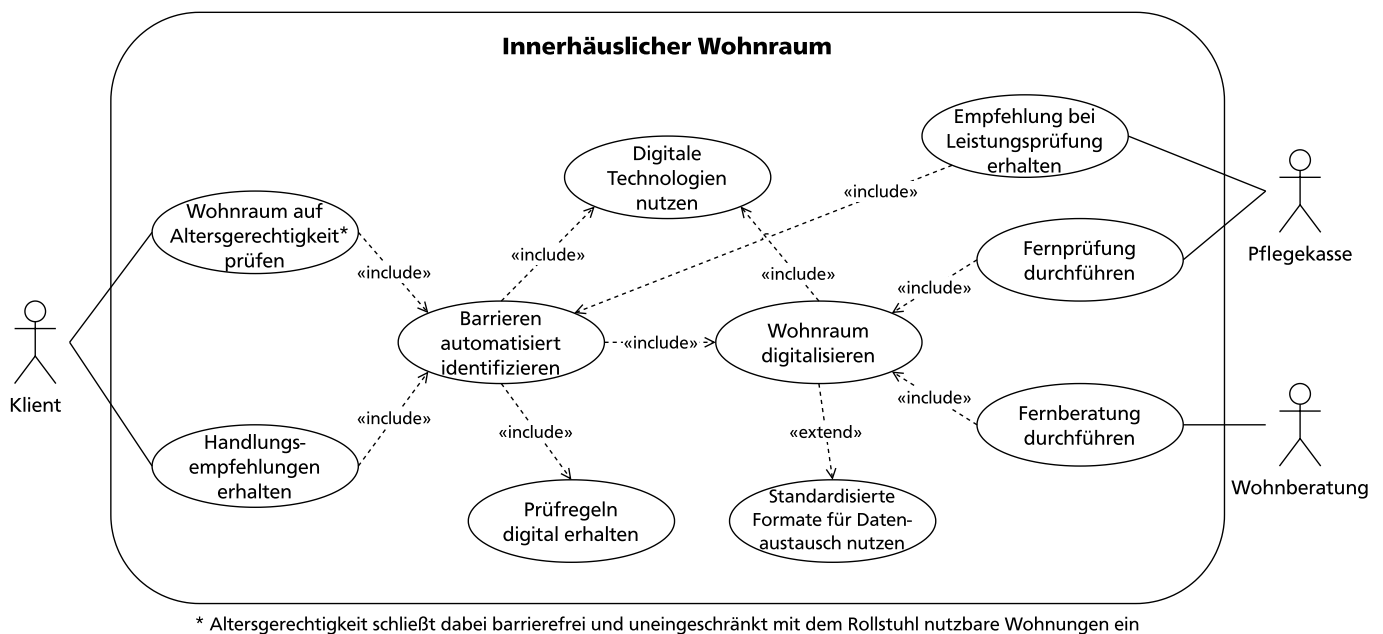 Innerhäuslicher Wohnraum
Empfehlung bei
Leistungsprüfung
erhalten
Digitale
Technologien
nutzen
«include»
Wohnraum auf
Altersgerechtigkeit*
prüfen
Pflegekasse
Fernprüfung
durchführen
«include»
«include»
«include»
«include»
Barrieren
automatisiert
identifizieren
«include»
Wohnraum
digitalisieren
Klient
«include»
«include»
Fernberatung
durchführen
«include»
«extend»
Handlungs-
empfehlungen
erhalten
Wohnberatung
Prüfregeln
digital erhalten
Standardisierte
Formate für Daten-
austausch nutzen
* Altersgerechtigkeit schließt dabei barrierefrei und uneingeschränkt mit dem Rollstuhl nutzbare Wohnungen ein